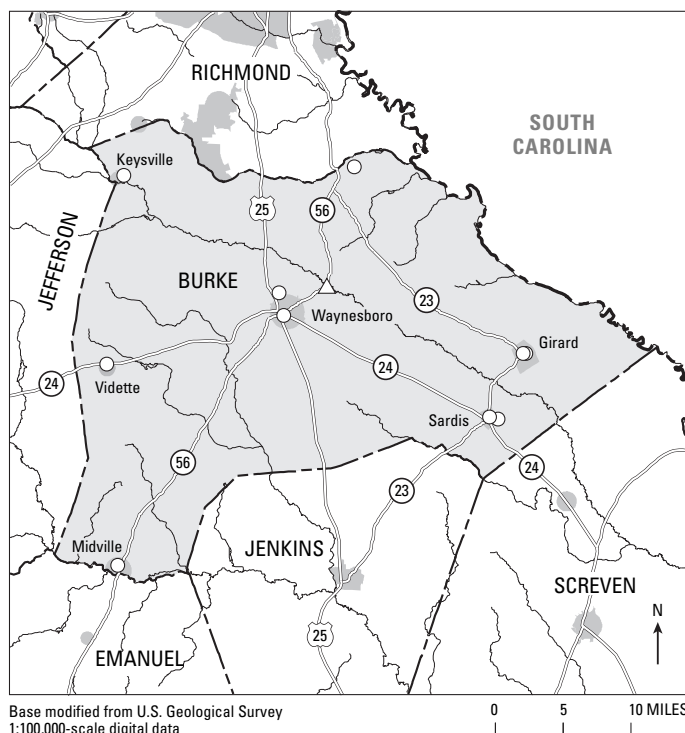 RICHMOND
SOUTH
CAROLINA
Keysville
25
56
JEFFERSON
BURKE
23
Waynesboro
Girard
24
Vidette
24
Sardis
56
24
23
Midville
JENKINS
SCREVEN
N
25
EMANUEL
Base modified from U.S. Geological Survey
1:100,000-scale digital data
0 5 10 MILES